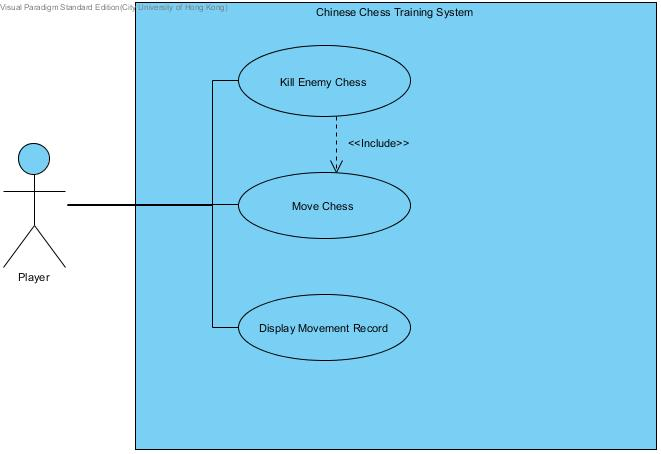 Visual Paradigm Standard Edition(City University of Hong Kong)
Chinese Chess Training System
Kill Enemy Chess
<<Include>>
Move Chess
Player
Display Movement Record